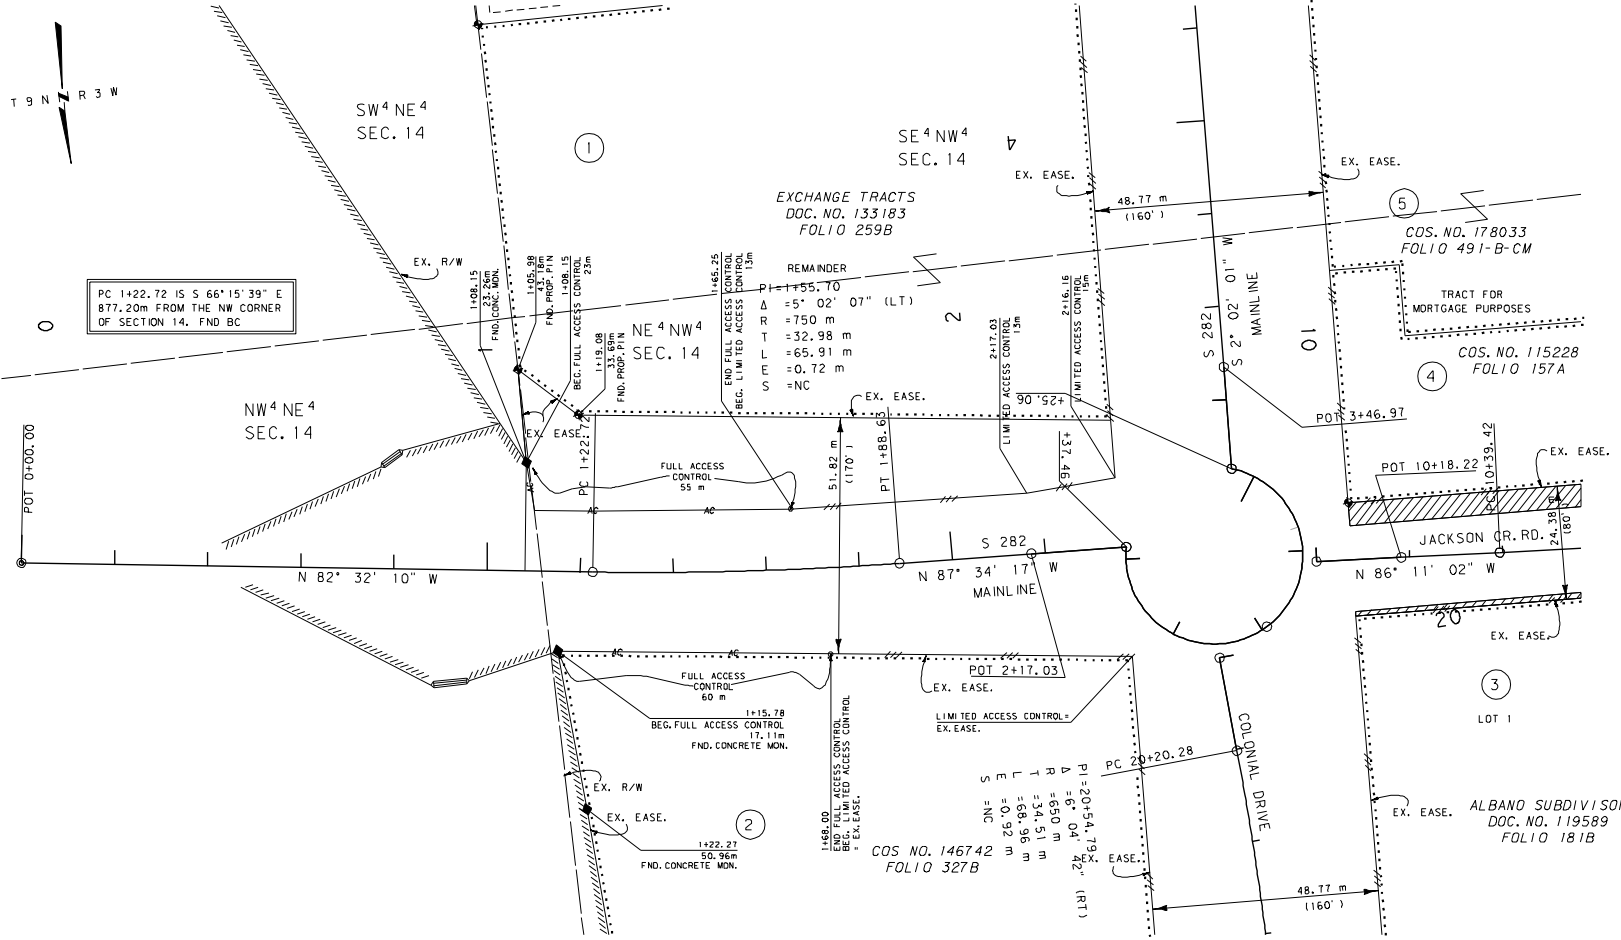 T 9 N R 3 W
SW⁴ NE⁴
SEC. 14
1
SE⁴ NW⁴
SEC. 14
4
EX. EASE.
EX. EASE.
48.77 m
(160')
EXCHANGE TRACTS
DOC. NO. 133183
FOLIO 259B
REMAINDER
5
COS. NO. 178033
FOLIO 491-B-CM
TRACT FOR
MORTGAGE PURPOSES
COS. NO. 115228
FOLIO 157A
4
PC 1+22.72 IS S 66° 15' 39" E
877.20m FROM THE NW CORNER
OF SECTION 14. FND BC
0
EX. R/W
1+08.15
23.26m
FND. CONC. MON.
1+05.98
43.18m
FND. PROP. PIN
1+08.15
BEG. FULL ACCESS CONTROL
23m
1+19.08
33.69m
FND. PROP. PIN
NE⁴ NW⁴
SEC. 14
1+65.25
END FULL ACCESS CONTROL
BEG. LIMITED ACCESS CONTROL
13m
PI=1+55.70
Δ =5° 02' 07" (LT)
R =750 m
T =32.98 m
L =65.91 m
E =0.72 m
S =NC
2
2+17.03
LIMITED ACCESS CONTROL
13m
2+16.16
LIMITED ACCESS CONTROL
15m
+25.06
+37.46
S 282
S 2° 02' 01" W
MAINLINE
10
POT 3+46.97
NW⁴ NE⁴
SEC. 14
POT 0+00.00
EX. EASE.
EX. EASE.
PC 1+22.72
FULL ACCESS
CONTROL
55 m
51.82 m
(170')
PT 1+88.63
AC
AC
AC
POT 10+18.22
PC 10+39.42
EX. EASE.
JACKSON CR. RD.
24.38 m
(80')
N 82° 32' 10" W
S 282
N 87° 34' 17" W
MAINLINE
N 86° 11' 02" W
20
EX. EASE.
AC
AC
FULL ACCESS
CONTROL
60 m
EX. EASE.
POT 2+17.03
LIMITED ACCESS CONTROL=
EX. EASE.
1+15.78
BEG. FULL ACCESS CONTROL
17.11m
FND. CONCRETE MON.
1+68.00
END FULL ACCESS CONTROL
BEG. LIMITED ACCESS CONTROL
= EX. EASE.
3
LOT 1
COLONIAL DRIVE
PC 20+20.28
PI=20+54.79
Δ =6° 04' 42" (RT)
R =650 m
T =34.51 m
L =68.96 m
E =0.92 m
S =NC
EX. R/W
EX. EASE.
1+22.27
50.96m
FND. CONCRETE MON.
2
COS NO. 146742
FOLIO 327B
EX. EASE.
EX. EASE.
ALBANO SUBDIVISON
DOC. NO. 119589
FOLIO 181B
48.77 m
(160')